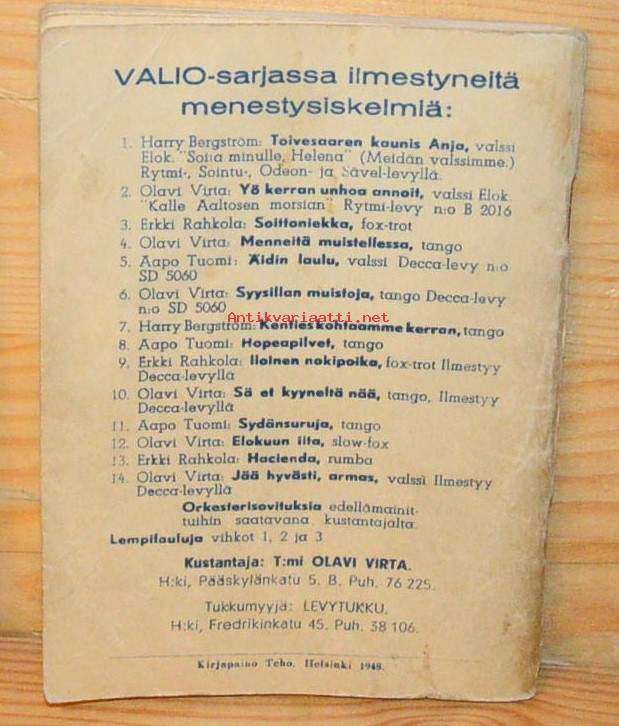 VALIO-sarjassa ilmestyneitä
menestysiskelmiä:
1. Harry Bergström: Toivesaaren kaunis Anja, valssi
Elok. "Soita minulle, Helena" (Meidän valssimme.)
Rytmi-, Sointu-, Odeon- ja Sävel-levyllä
2. Olavi Virta: Yö kerran unhoa annoit, valssi Elok.
"Kalle Aaltosen morsian" Rytmi-levy n:o B 2016
3. Erkki Rahkola: Soittoniekka, fox-trot
4. Olavi Virta: Menneitä muistellessa, tango
5. Aapo Tuomi: Äidin laulu, valssi Decca-levy n:o
SD 5060
6. Olavi Virta: Syysillan muistoja, tango Decca-levy
n:o SD 5060
Antikvariaatti.net
7. Harry Bergström: Kenties kohtaamme kerran, tango
8. Aapo Tuomi: Hopeapilvet, tango
9. Erkki Rahkola: Iloinen nokipoika, fox-trot Ilmestyy
Decca-levyllä
10. Olavi Virta: Sä et kyyneltä nää, tango, Ilmestyy
Decca-levyllä
11. Aapo Tuomi: Sydänsuruja, tango
12. Olavi Virta: Elokuun ilta, slow-fox
13. Erkki Rahkola: Hacienda, rumba
14. Olavi Virta: Jää hyvästi, armas, valssi Ilmestyy
Decca-levyllä
Orkesterisovituksia edellämainit-
tuihin saatavana kustantajalta.
Lempilauluja vihkot 1, 2 ja 3
Kustantaja: T:mi OLAVI VIRTA.
H:ki, Pääskylänkatu 5. B. Puh. 76 225.
Tukkumyyjä: LEVYTUKKU.
H:ki, Fredrikinkatu 45. Puh. 38 106.
Kirjapaino Teho. Helsinki 1948.